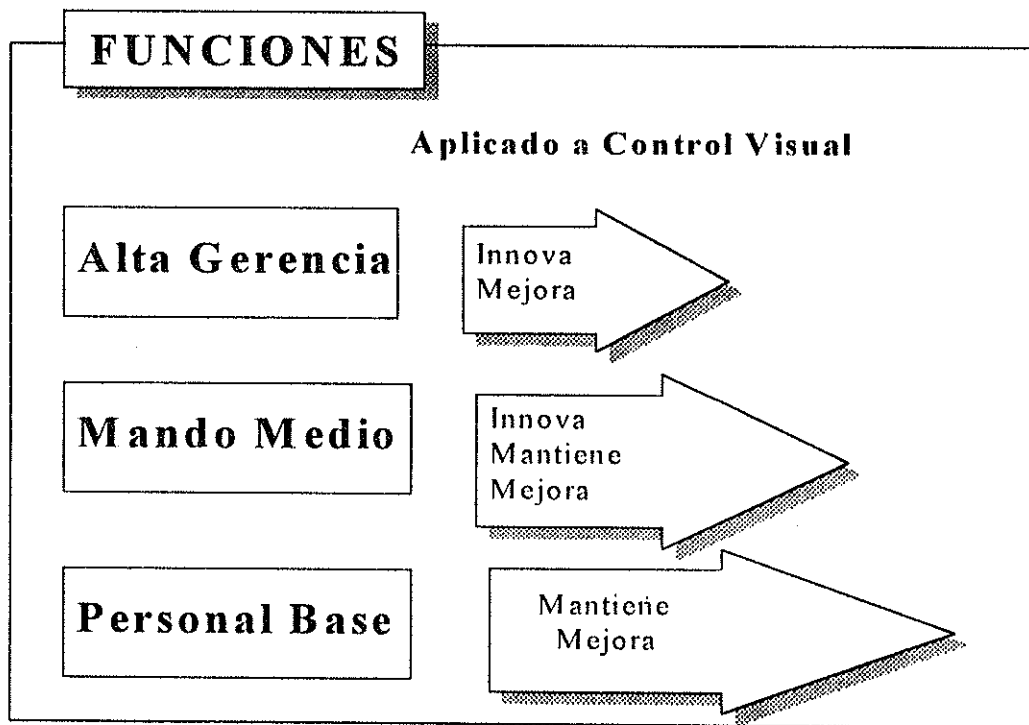 FUNCIONES
Aplicado a Control Visual
Alta Gerencia
Innova
Mejora
Mando Medio
Innova
Mantiene
Mejora
Personal Base
Mantiene
Mejora